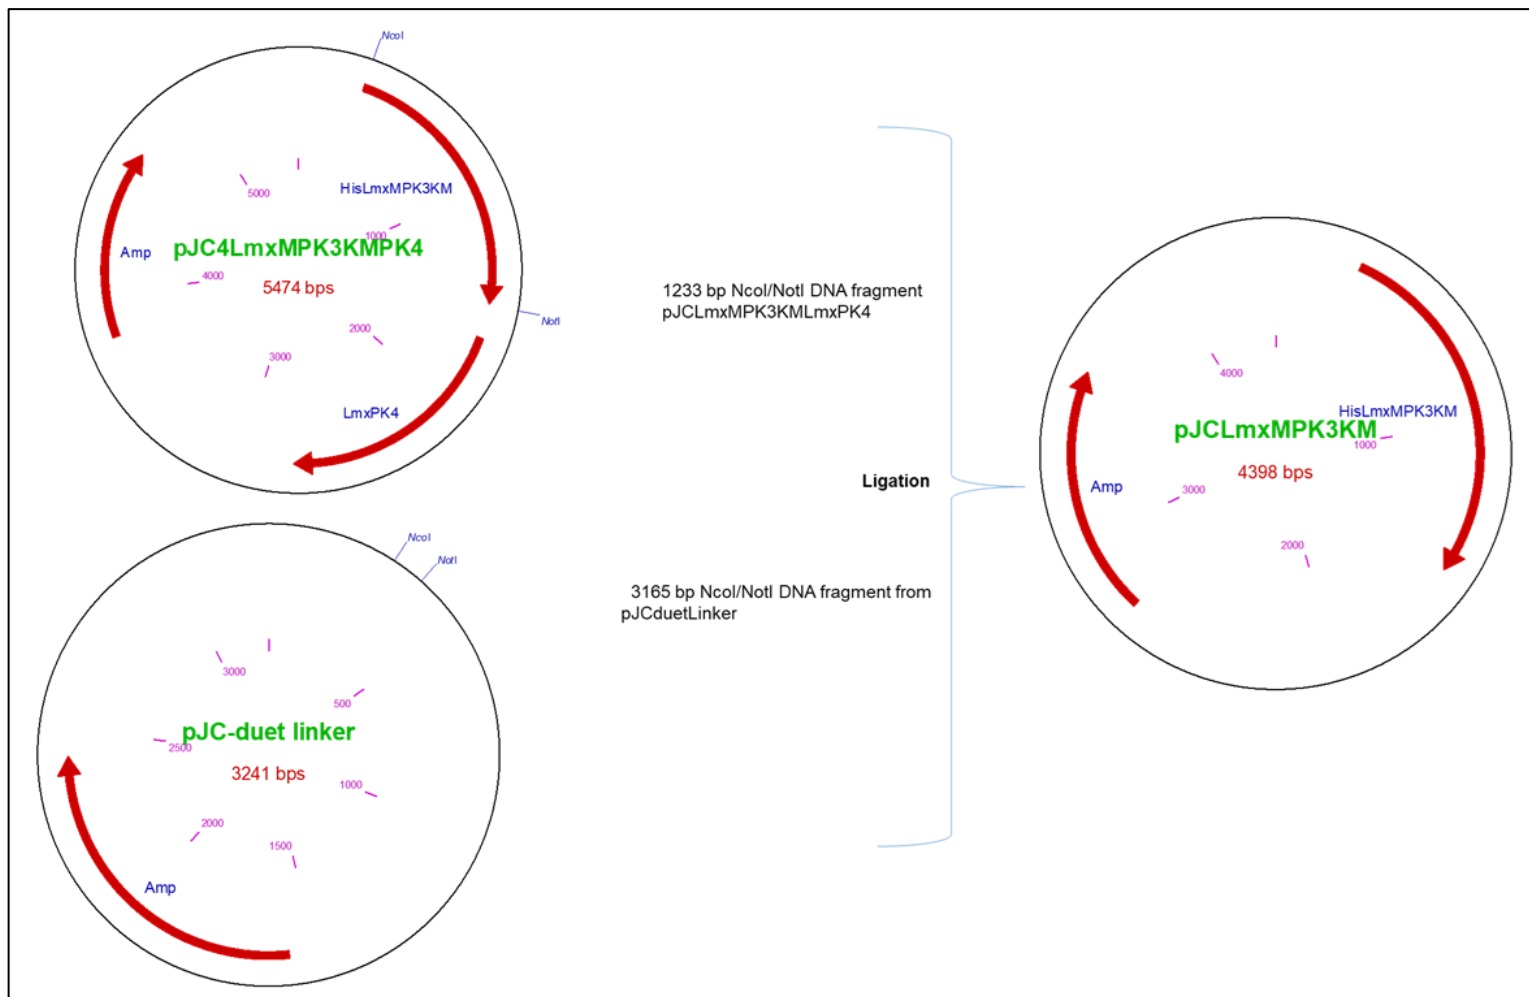 NcoI
HisLmxMPK3KM
5000
1000
Amp
pJC4LmxMPK3KMPK4
4000
5474 bps
NotI
2000
3000
LmxPK4
1233 bp NcoI/NotI DNA fragment
pJCLmxMPK3KMLmxPK4
Ligation
3165 bp NcoI/NotI DNA fragment from
pJCduetLinker
NcoI
NotI
3000
500
pJC-duet linker
2500
3241 bps
1000
2000
1500
Amp
4000
HisLmxMPK3KM
pJCLmxMPK3KM
1000
4398 bps
Amp
3000
2000